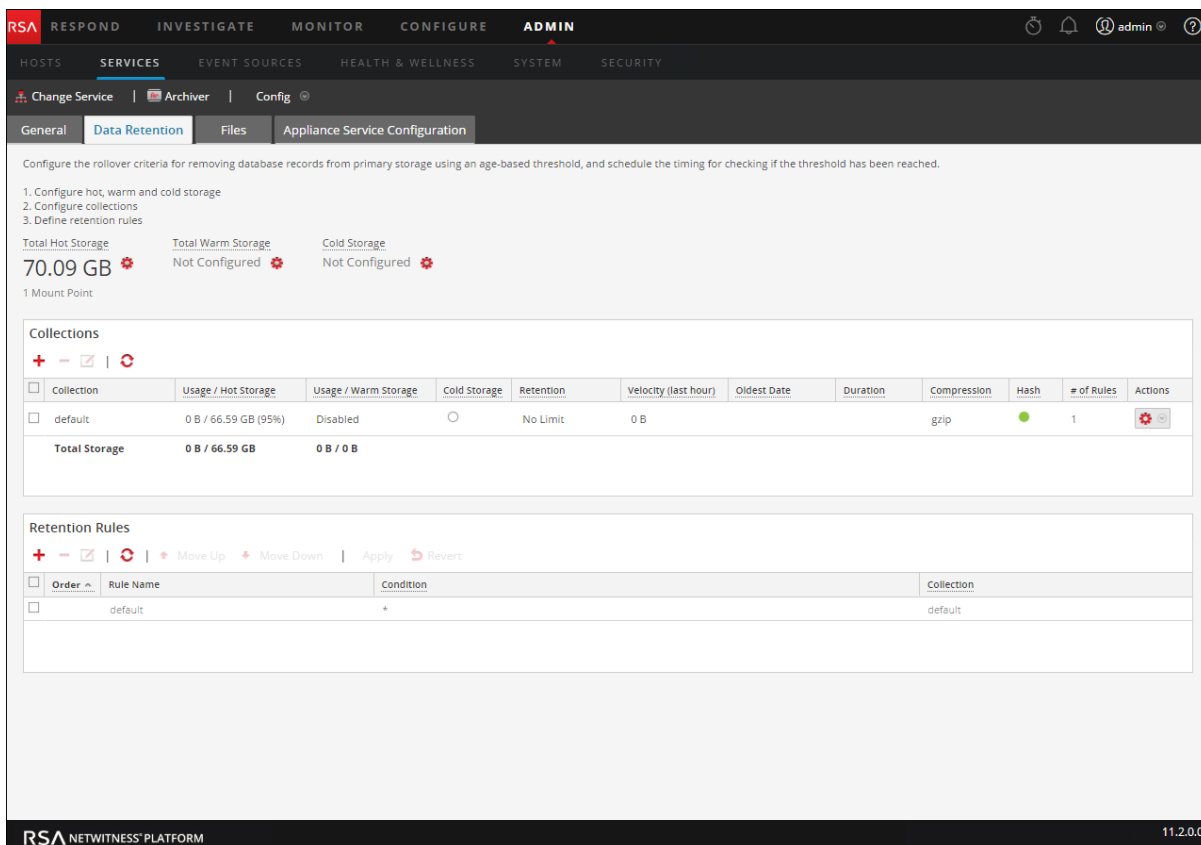 RSA RESPOND INVESTIGATE MONITOR CONFIGURE ADMIN admin
HOSTS SERVICES EVENT SOURCES HEALTH & WELLNESS SYSTEM SECURITY
Change Service | Archiver | Config
General Data Retention Files Appliance Service Configuration
Configure the rollover criteria for removing database records from primary storage using an age-based threshold, and schedule the timing for checking if the threshold has been reached.
1. Configure hot, warm and cold storage
2. Configure collections
3. Define retention rules
Total Hot Storage Total Warm Storage Cold Storage
70.09 GB Not Configured Not Configured
1 Mount Point
Collections
Collection Usage / Hot Storage Usage / Warm Storage Cold Storage Retention Velocity (last hour) Oldest Date Duration Compression Hash # of Rules Actions
default 0 B / 66.59 GB (95%) Disabled No Limit 0 B gzip 1
Total Storage 0 B / 66.59 GB 0 B / 0 B
Retention Rules
Move Up Move Down | Apply Revert
Order Rule Name Condition Collection
default * default
RSA NETWITNESS® PLATFORM 11.2.0.0